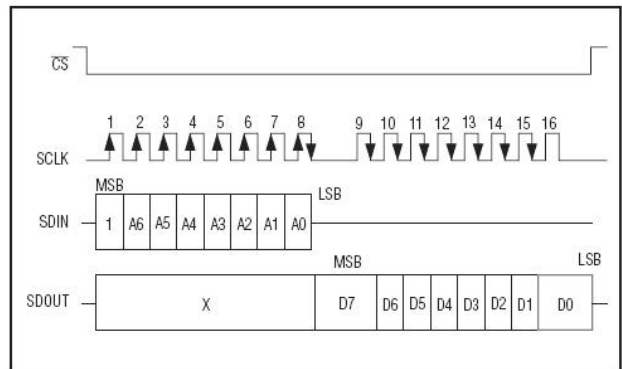 CS
1 2 3 4 5 6 7 8 9 10 11 12 13 14 15 16
SCLK
MSB
LSB
SDIN 1 A6 A5 A4 A3 A2 A1 A0
MSB
LSB
SDOUT X D7 D6 D5 D4 D3 D2 D1 D0